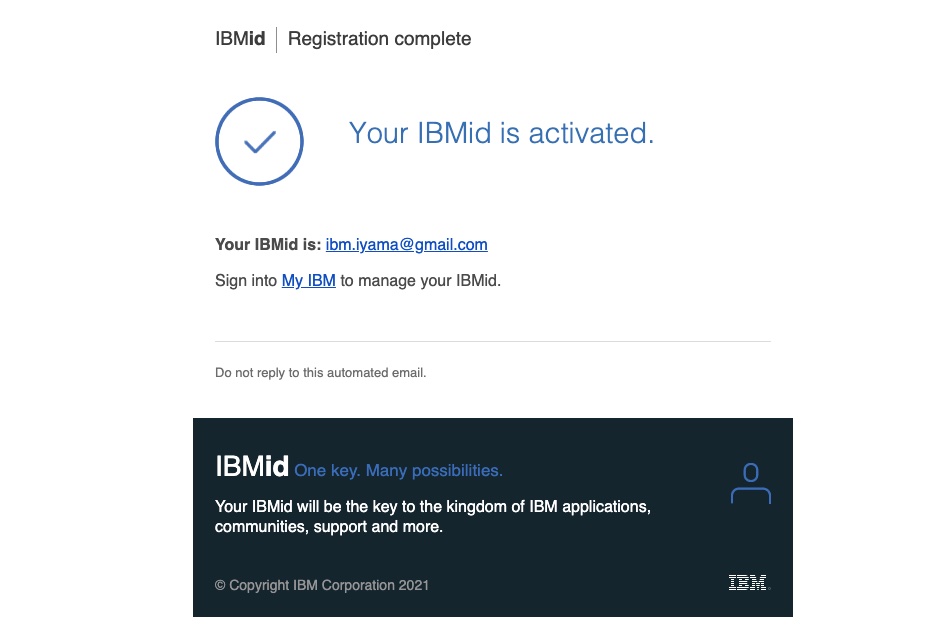 IBMid | Registration complete
Your IBMid is activated.
Your IBMid is: ibm.iyama@gmail.com
Sign into My IBM to manage your IBMid.
Do not reply to this automated email.
IBMid One key. Many possibilities.
Your IBMid will be the key to the kingdom of IBM applications,
communities, support and more.
© Copyright IBM Corporation 2021
IBM